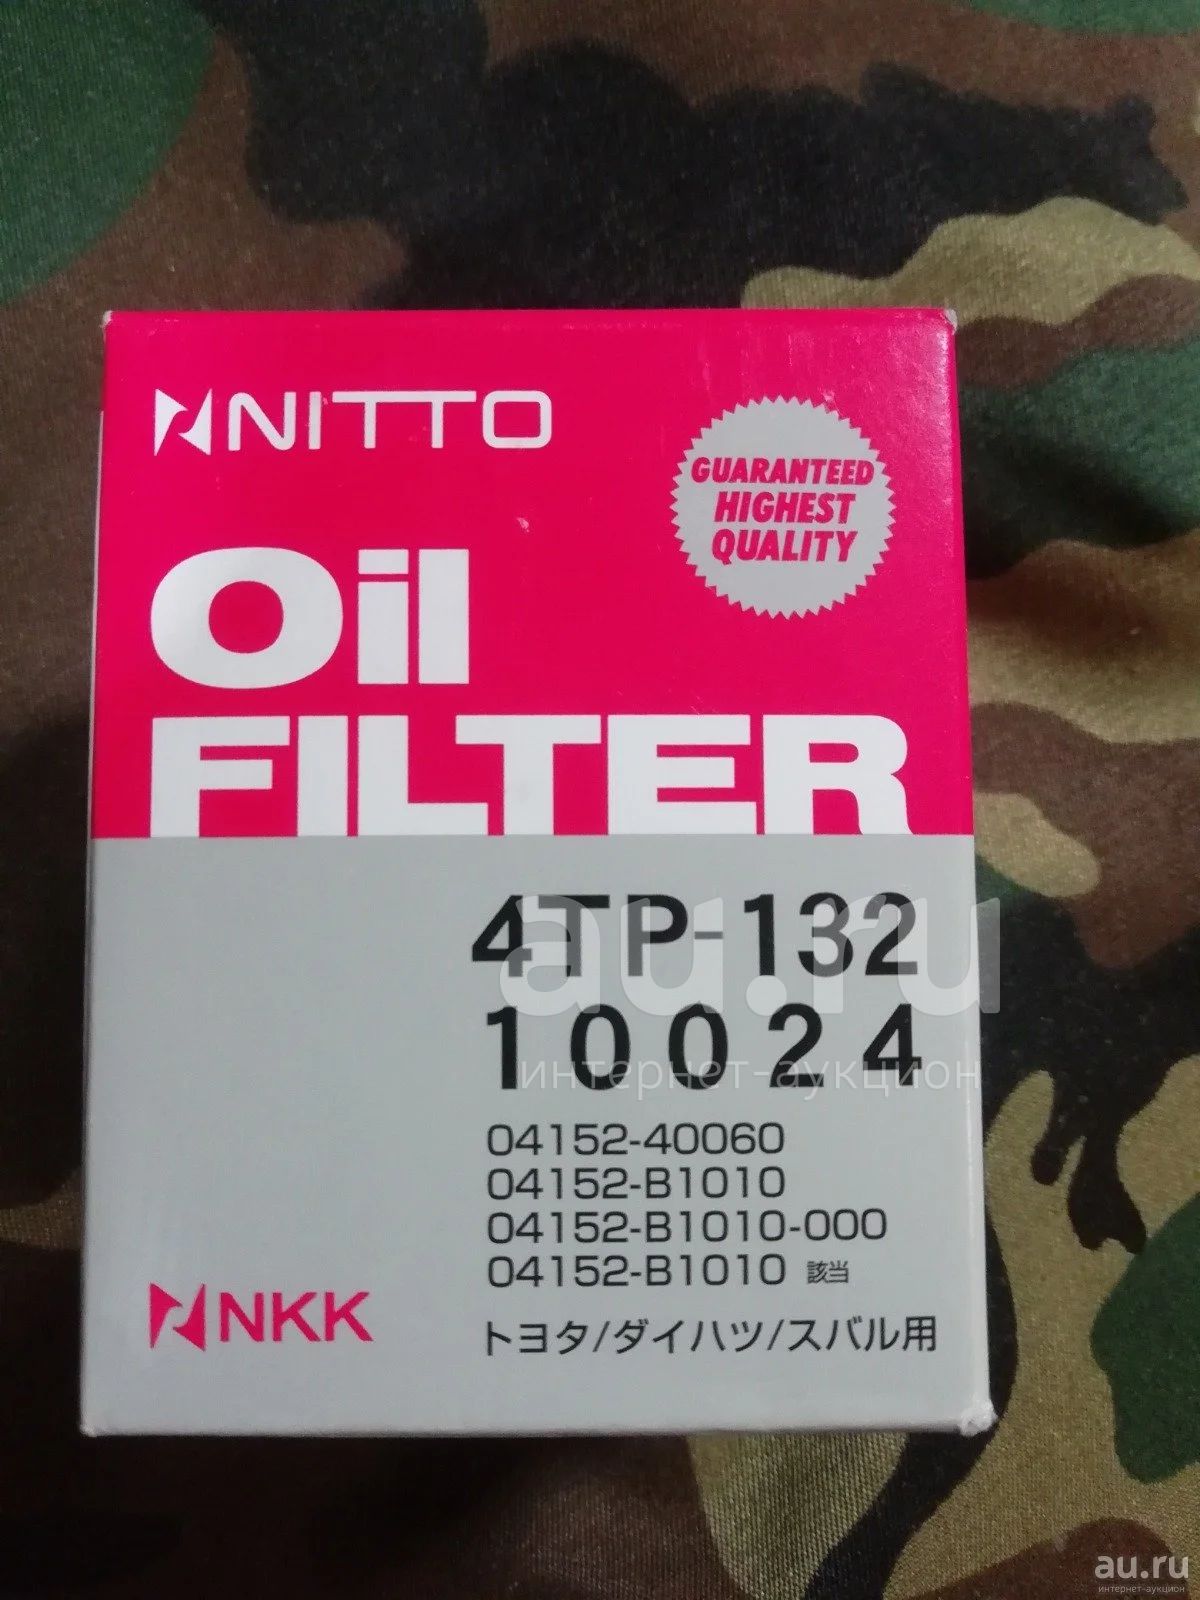 NITTO
GUARANTEED
HIGHEST
QUALITY
Oil
FILTER
4TP-132
10024
04152-40060
04152-B1010
04152-B1010-000
04152-B1010 該当
トヨタ/ダイハツ/スバル用
NKK
au.ru
интернет-аукцион
au.ru
интернет-аукцион